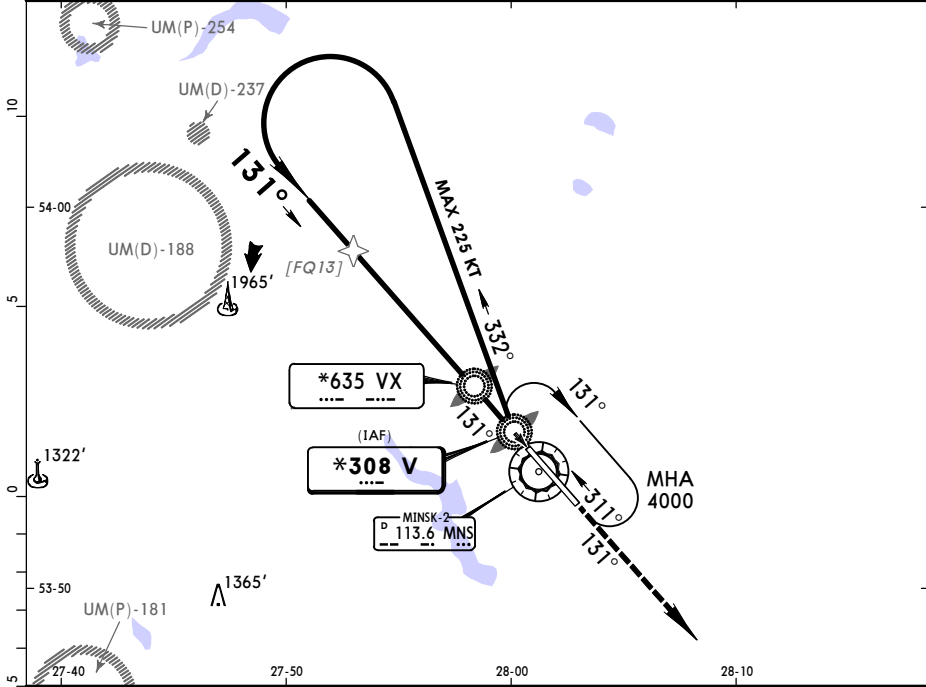 UM(P)-254
UM(D)-237
10
131°
54-00
MAX 225 KT
UM(D)-188
[FQ13]
1965'
5
332°
*635 VX
131°
131°
(IAF)
*308 V
1322'
MHA
4000
0
311°
MINSK-2
D 113.6 MNS
131°
53-50
1365'
UM(P)-181
27-40
27-50
28-00
28-10
5